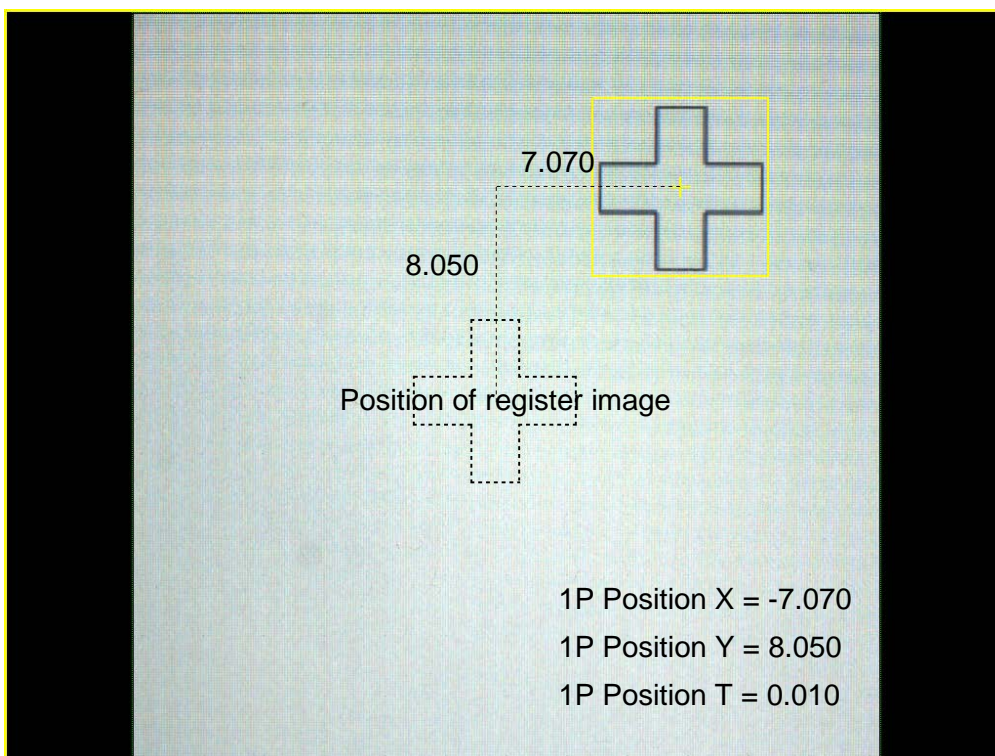 7.070
8.050
Position of register image
1P Position X = -7.070
1P Position Y = 8.050
1P Position T = 0.010